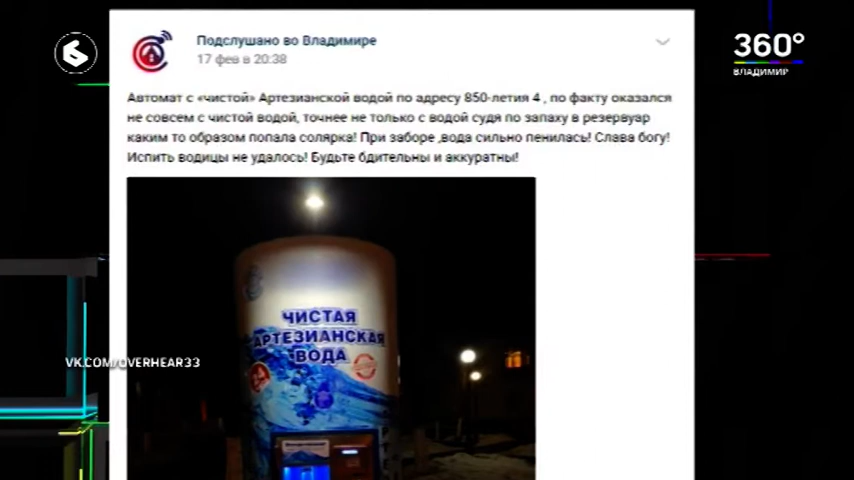 Подслушано во Владимире
17 фев в 20:38
360°
ВЛАДИМИР
Автомат с «чистой» Артезианской водой по адресу 850-летия 4 , по факту оказался
не совсем с чистой водой, точнее не только с водой судя по запаху в резервуар
каким то образом попала солярка! При заборе ,вода сильно пенилась! Слава богу!
Испить водицы не удалось! Будьте бдительны и аккуратны!
ЧИСТАЯ
АРТЕЗИАНСКАЯ
ВОДА
VK.COM/OVERHEAR33